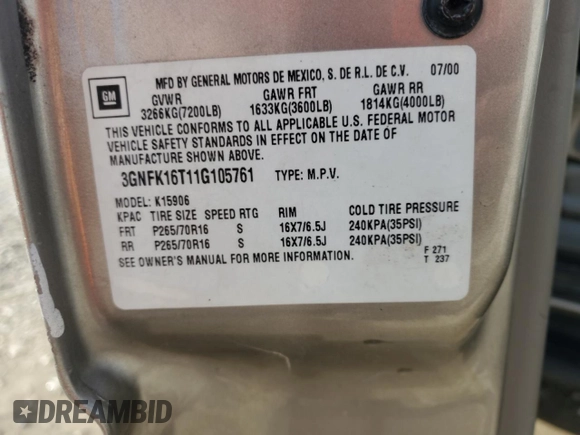 MFD BY GENERAL MOTORS DE MEXICO, S. DE R.L. DE C.V. 07/00
GM GVWR GAWR FRT GAWR RR
3266KG(7200LB) 1633KG(3600LB) 1814KG(4000LB)
THIS VEHICLE CONFORMS TO ALL APPLICABLE U.S. FEDERAL MOTOR
VEHICLE SAFETY STANDARDS IN EFFECT ON THE DATE OF
MANUFACTURE SHOWN ABOVE.
3GNFK16T11G105761 TYPE: M.P.V.
MODEL: K15906
KPAC TIRE SIZE SPEED RTG RIM COLD TIRE PRESSURE
FRT P265/70R16 S 16X7/6.5J 240KPA(35PSI)
RR P265/70R16 S 16X7/6.5J 240KPA(35PSI)
SEE OWNER'S MANUAL FOR MORE INFORMATION.
F 271
T 237
DREAMBID